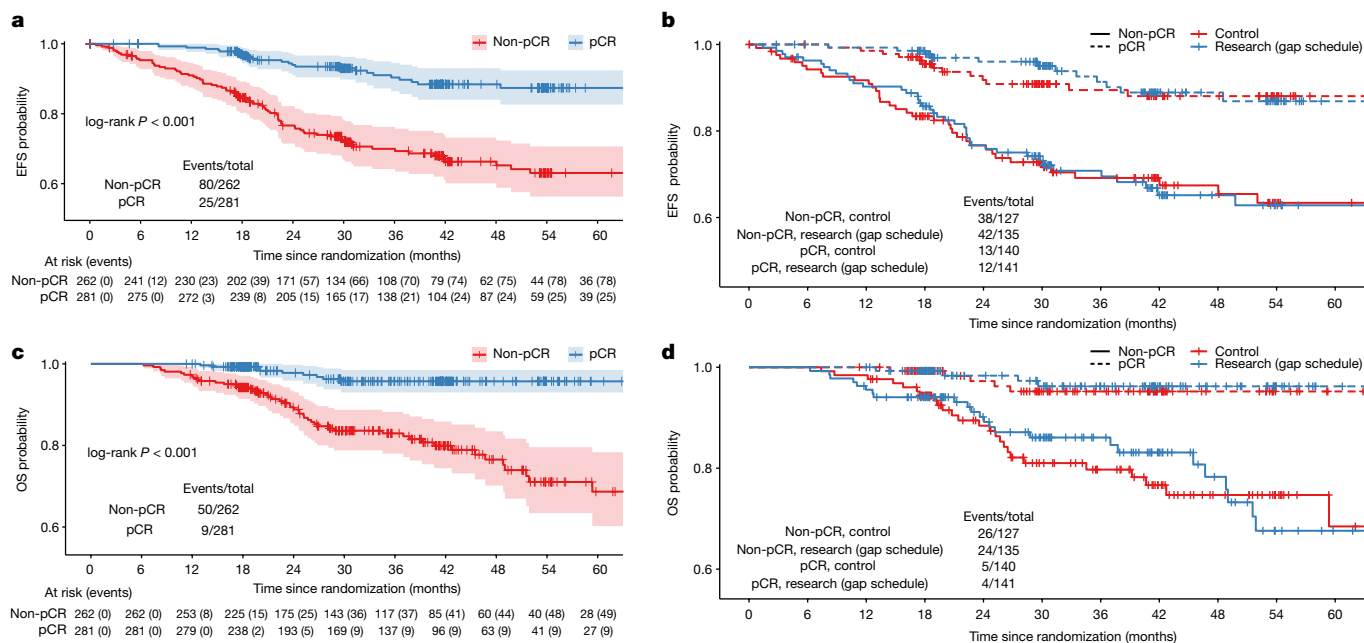 a
Non-pCR pCR
1.0
0.8
0.6
EFS probability
log-rank P < 0.001
Events/total
Non-pCR 80/262
pCR 25/281
0 6 12 18 24 30 36 42 48 54 60
Time since randomization (months)
At risk (events)
Non-pCR 262 (0) 241 (12) 230 (23) 202 (39) 171 (57) 134 (66) 108 (70) 79 (74) 62 (75) 44 (78) 36 (78)
pCR 281 (0) 275 (0) 272 (3) 239 (8) 205 (15) 165 (17) 138 (21) 104 (24) 87 (24) 59 (25) 39 (25)
b
Non-pCR Control
pCR Research (gap schedule)
1.0
0.8
0.6
EFS probability
Events/total
Non-pCR, control 38/127
Non-pCR, research (gap schedule) 42/135
pCR, control 13/140
pCR, research (gap schedule) 12/141
0 6 12 18 24 30 36 42 48 54 60
Time since randomization (months)
c
Non-pCR pCR
1.0
0.8
0.6
OS probability
log-rank P < 0.001
Events/total
Non-pCR 50/262
pCR 9/281
0 6 12 18 24 30 36 42 48 54 60
Time since randomization (months)
At risk (events)
Non-pCR 262 (0) 262 (0) 253 (8) 225 (15) 175 (25) 143 (36) 117 (37) 85 (41) 60 (44) 40 (48) 28 (49)
pCR 281 (0) 281 (0) 279 (0) 238 (2) 193 (5) 169 (9) 137 (9) 96 (9) 63 (9) 41 (9) 27 (9)
d
Non-pCR Control
pCR Research (gap schedule)
1.0
0.8
0.6
OS probability
Events/total
Non-pCR, control 26/127
Non-pCR, research (gap schedule) 24/135
pCR, control 5/140
pCR, research (gap schedule) 4/141
0 6 12 18 24 30 36 42 48 54 60
Time since randomization (months)